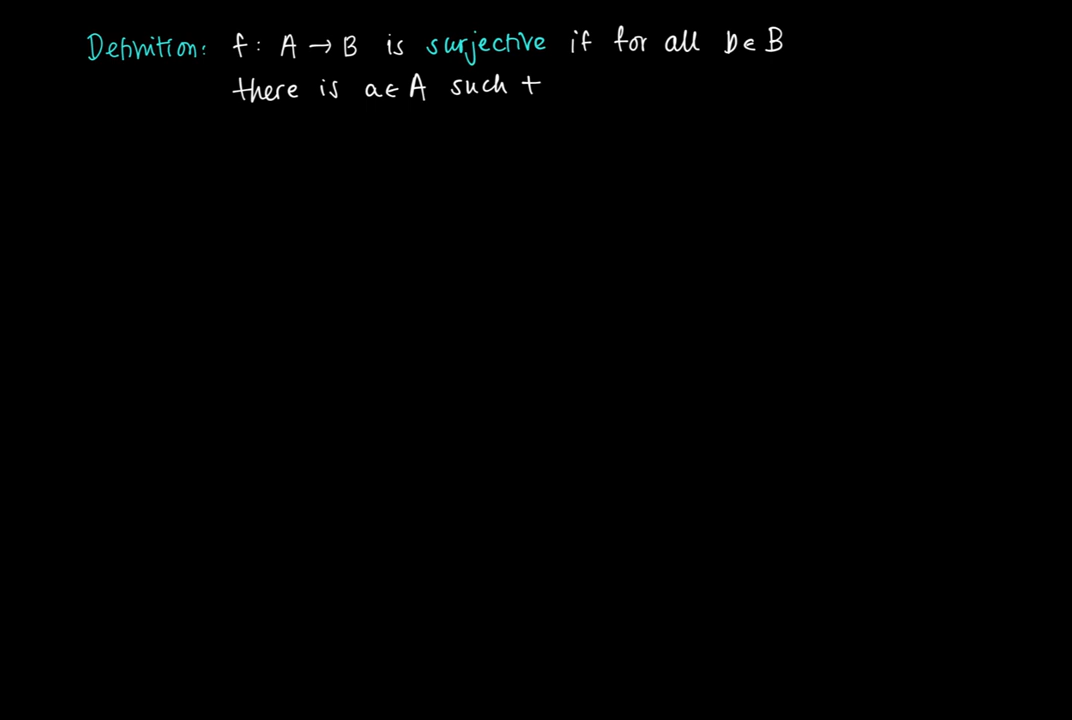 Definition: f: A → B is surjective if for all b ∈ B
there is a ∈ A such t